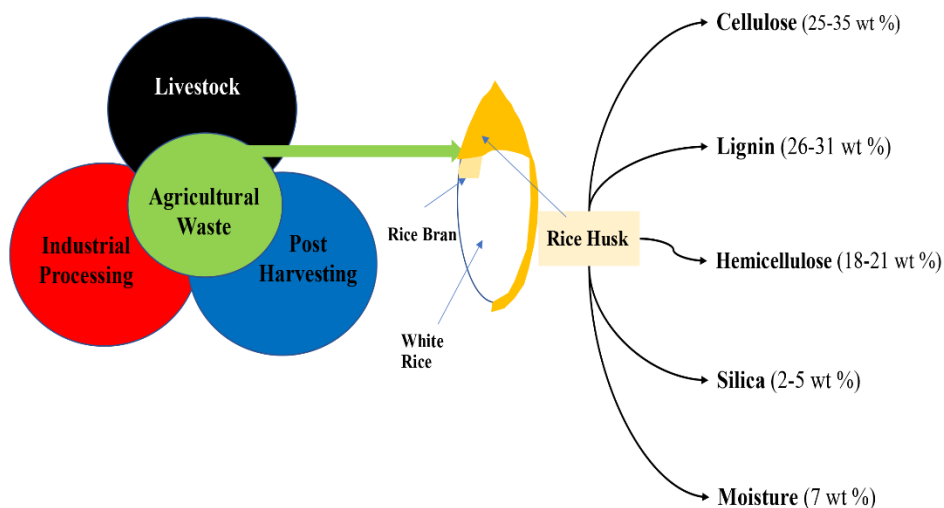 Livestock
Agricultural
Waste
Industrial
Processing
Post
Harvesting
Rice Bran
White
Rice
Rice Husk
Cellulose (25-35 wt %)
Lignin (26-31 wt %)
Hemicellulose (18-21 wt %)
Silica (2-5 wt %)
Moisture (7 wt %)